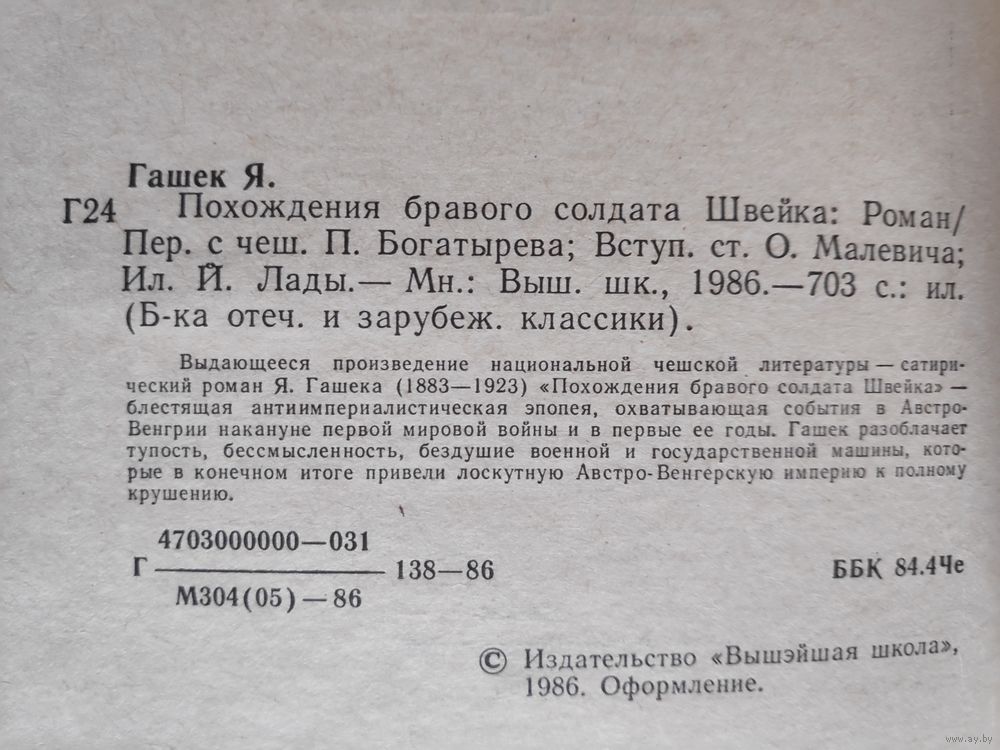 Гашек Я.
Г24 Похождения бравого солдата Швейка: Роман/
Пер. с чеш. П. Богатырева; Вступ. ст. О. Малевича;
Ил. Й. Лады.— Мн.: Выш. шк., 1986.—703 с.: ил.
(Б-ка отеч. и зарубеж. классики).
Выдающееся произведение национальной чешской литературы — сатири-
ческий роман Я. Гашека (1883—1923) «Похождения бравого солдата Швейка» —
блестящая антиимпериалистическая эпопея, охватывающая события в Австро-
Венгрии накануне первой мировой войны и в первые ее годы. Гашек разоблачает
тупость, бессмысленность, бездушие военной и государственной машины, кото-
рые в конечном итоге привели лоскутную Австро-Венгерскую империю к полному
крушению.
4703000000—031
Г 138—86
М304(05)—86
ББК 84.4Че
© Издательство «Вышэйшая школа»,
1986. Оформление.
www.ay.by